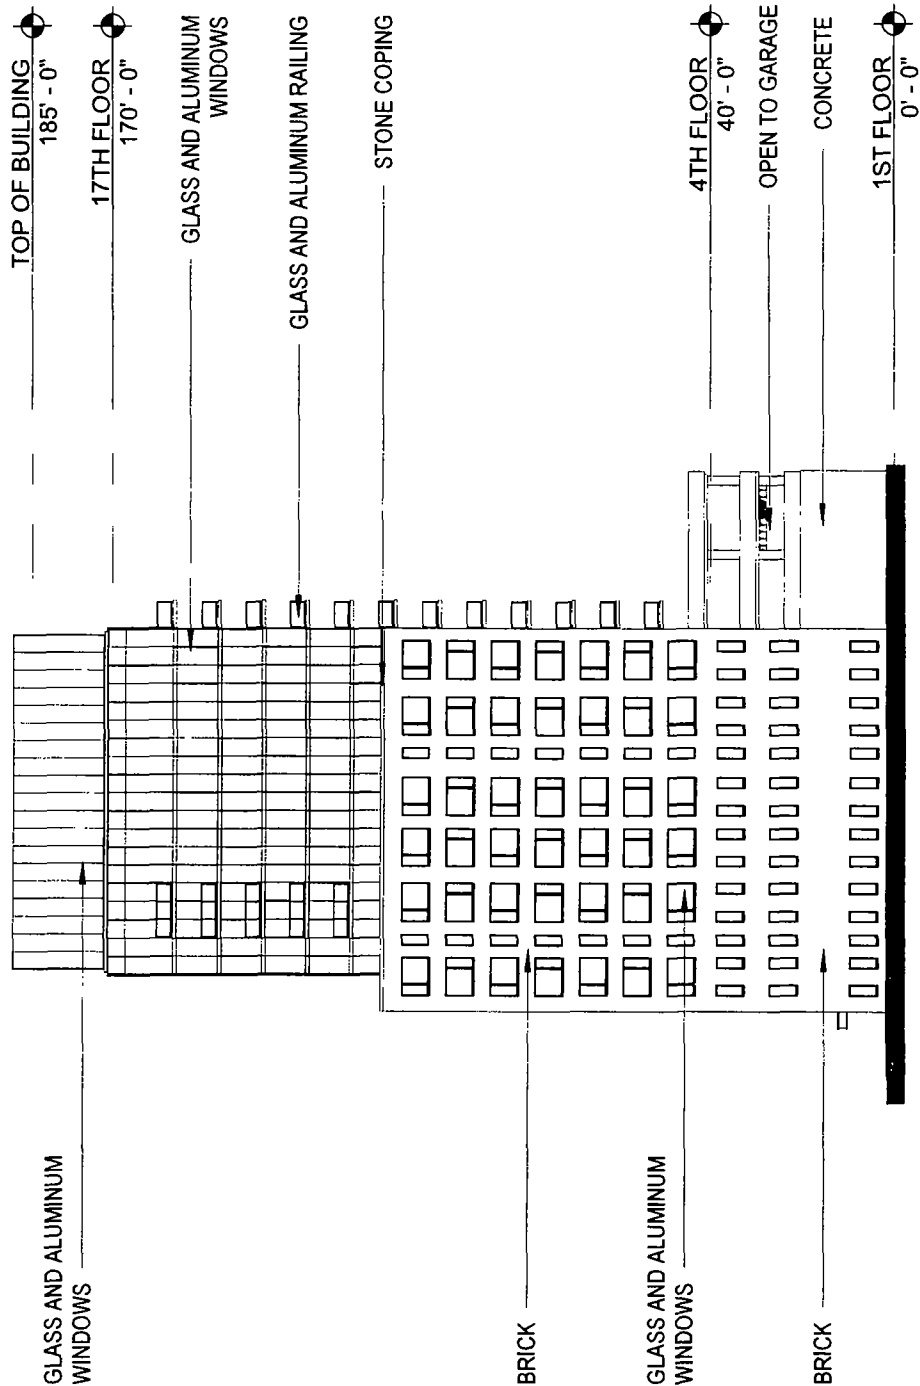 TOP OF BUILDING
185' - 0"
17TH FLOOR
170' - 0"
GLASS AND ALUMINUM
WINDOWS
GLASS AND ALUMINUM RAILING
STONE COPING
4TH FLOOR
40' - 0"
OPEN TO GARAGE
CONCRETE
1ST FLOOR
0' - 0"
GLASS AND ALUMINUM
WINDOWS
BRICK
GLASS AND ALUMINUM
WINDOWS
BRICK